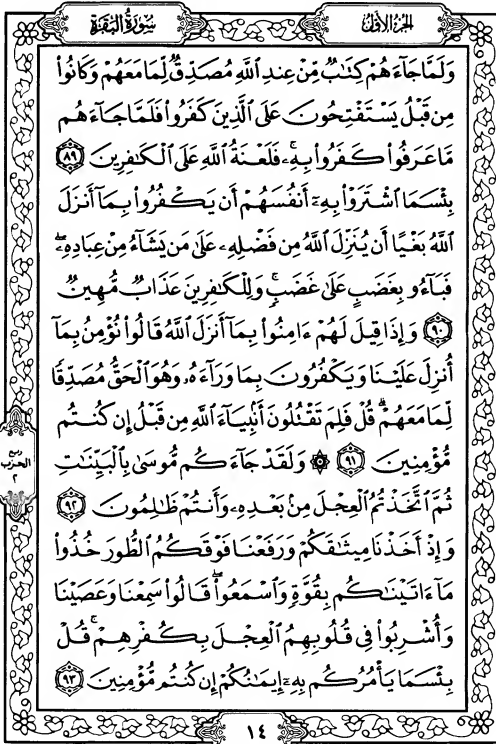 الجزء الأول
سورة البقرة
وَلَمَّا جَآءَهُمْ كِتَٰبٌ مِّنْ عِندِ ٱللَّهِ مُصَدِّقٌ لِّمَا مَعَهُمْ وَكَانُوا۟
مِن قَبْلُ يَسْتَفْتِحُونَ عَلَى ٱلَّذِينَ كَفَرُوا۟ فَلَمَّا جَآءَهُم
مَّا عَرَفُوا۟ كَفَرُوا۟ بِهِۦ ۚ فَلَعْنَةُ ٱللَّهِ عَلَى ٱلْكَٰفِرِينَ ٨٩
بِئْسَمَا ٱشْتَرَوْا۟ بِهِۦٓ أَنفُسَهُمْ أَن يَكْفُرُوا۟ بِمَآ أَنزَلَ
ٱللَّهُ بَغْيًا أَن يُنَزِّلَ ٱللَّهُ مِن فَضْلِهِۦ عَلَىٰ مَن يَشَآءُ مِنْ عِبَادِهِۦ ۖ
فَبَآءُو بِغَضَبٍ عَلَىٰ غَضَبٍ ۚ وَلِلْكَٰفِرِينَ عَذَابٌ مُّهِينٌ
٩٠ وَإِذَا قِيلَ لَهُمْ ءَامِنُوا۟ بِمَآ أَنزَلَ ٱللَّهُ قَالُوا۟ نُؤْمِنُ بِمَآ
أُنزِلَ عَلَيْنَا وَيَكْفُرُونَ بِمَا وَرَآءَهُۥ وَهُوَ ٱلْحَقُّ مُصَدِّقًا
لِّمَا مَعَهُمْ ۗ قُلْ فَلِمَ تَقْتُلُونَ أَنۢبِيَآءَ ٱللَّهِ مِن قَبْلُ إِن كُنتُم
مُّؤْمِنِينَ ٩١ ۞ وَلَقَدْ جَآءَكُم مُّوسَىٰ بِٱلْبَيِّنَٰتِ
ثُمَّ ٱتَّخَذْتُمُ ٱلْعِجْلَ مِنۢ بَعْدِهِۦ وَأَنتُمْ ظَٰلِمُونَ ٩٢
وَإِذْ أَخَذْنَا مِيثَٰقَكُمْ وَرَفَعْنَا فَوْقَكُمُ ٱلطُّورَ خُذُوا۟
مَآ ءَاتَيْنَٰكُم بِقُوَّةٍ وَٱسْمَعُوا۟ ۖ قَالُوا۟ سَمِعْنَا وَعَصَيْنَا
وَأُشْرِبُوا۟ فِى قُلُوبِهِمُ ٱلْعِجْلَ بِكُفْرِهِمْ ۚ قُلْ
بِئْسَمَا يَأْمُرُكُم بِهِۦٓ إِيمَٰنُكُمْ إِن كُنتُم مُّؤْمِنِينَ ٩٣
ربع
الحزب
٢
١٤